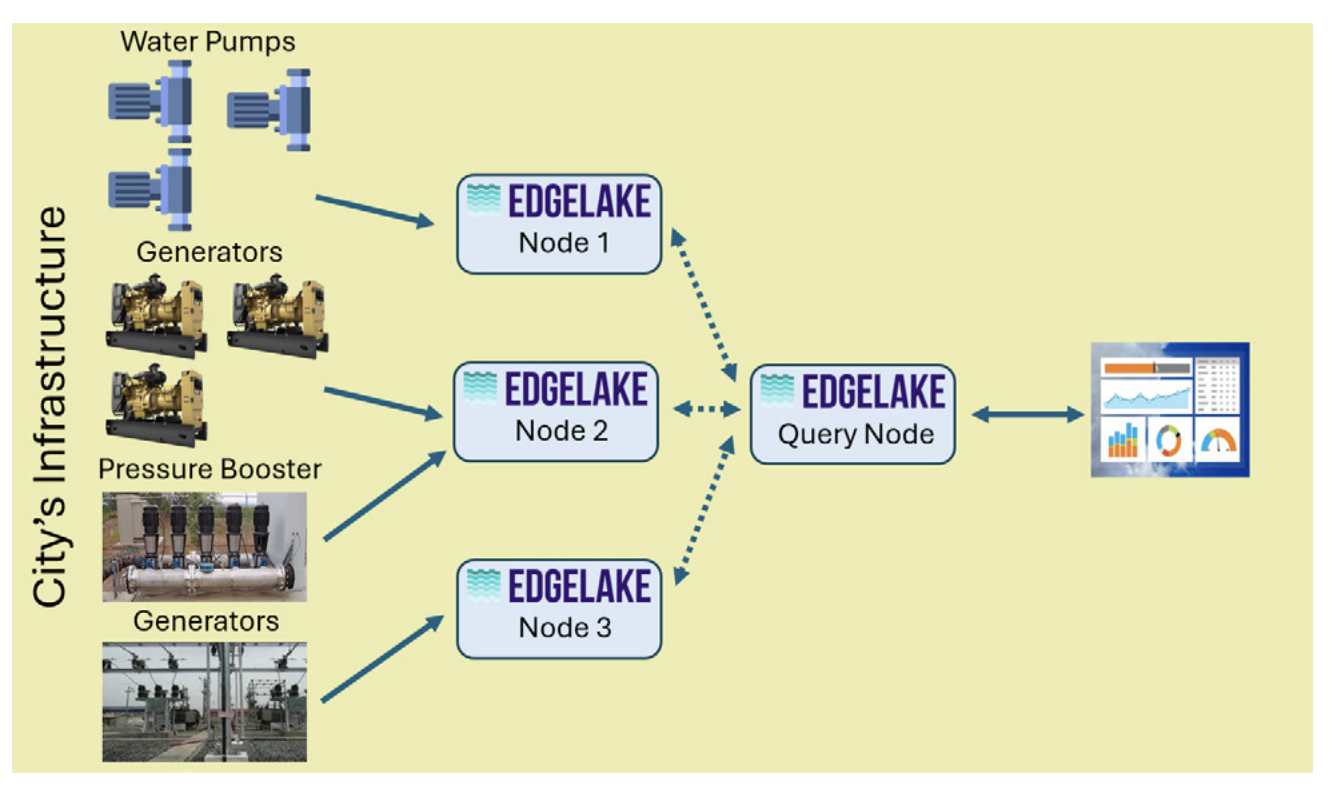 City's Infrastructure
Water Pumps
Generators
Pressure Booster
Generators
EDGELAKE
Node 1
EDGELAKE
Node 2
EDGELAKE
Node 3
EDGELAKE
Query Node